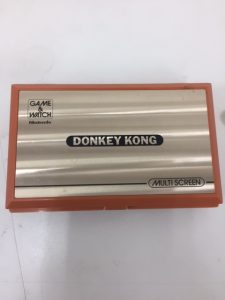 GAME &
WATCH
Nintendo
DONKEY KONG
MULTI SCREEN